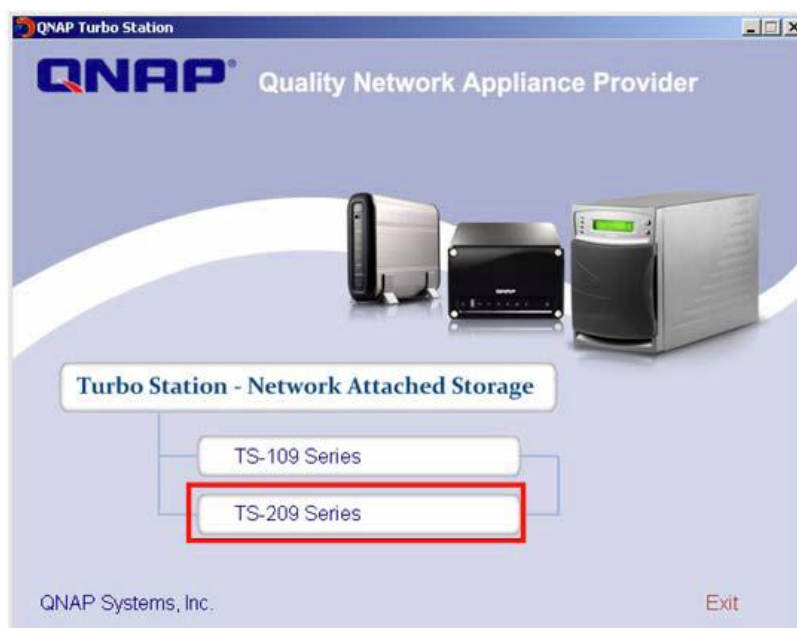 QNAP Turbo Station
QNAP® Quality Network Appliance Provider
QNAP
Turbo Station - Network Attached Storage
TS-109 Series
TS-209 Series
QNAP Systems, Inc.
Exit